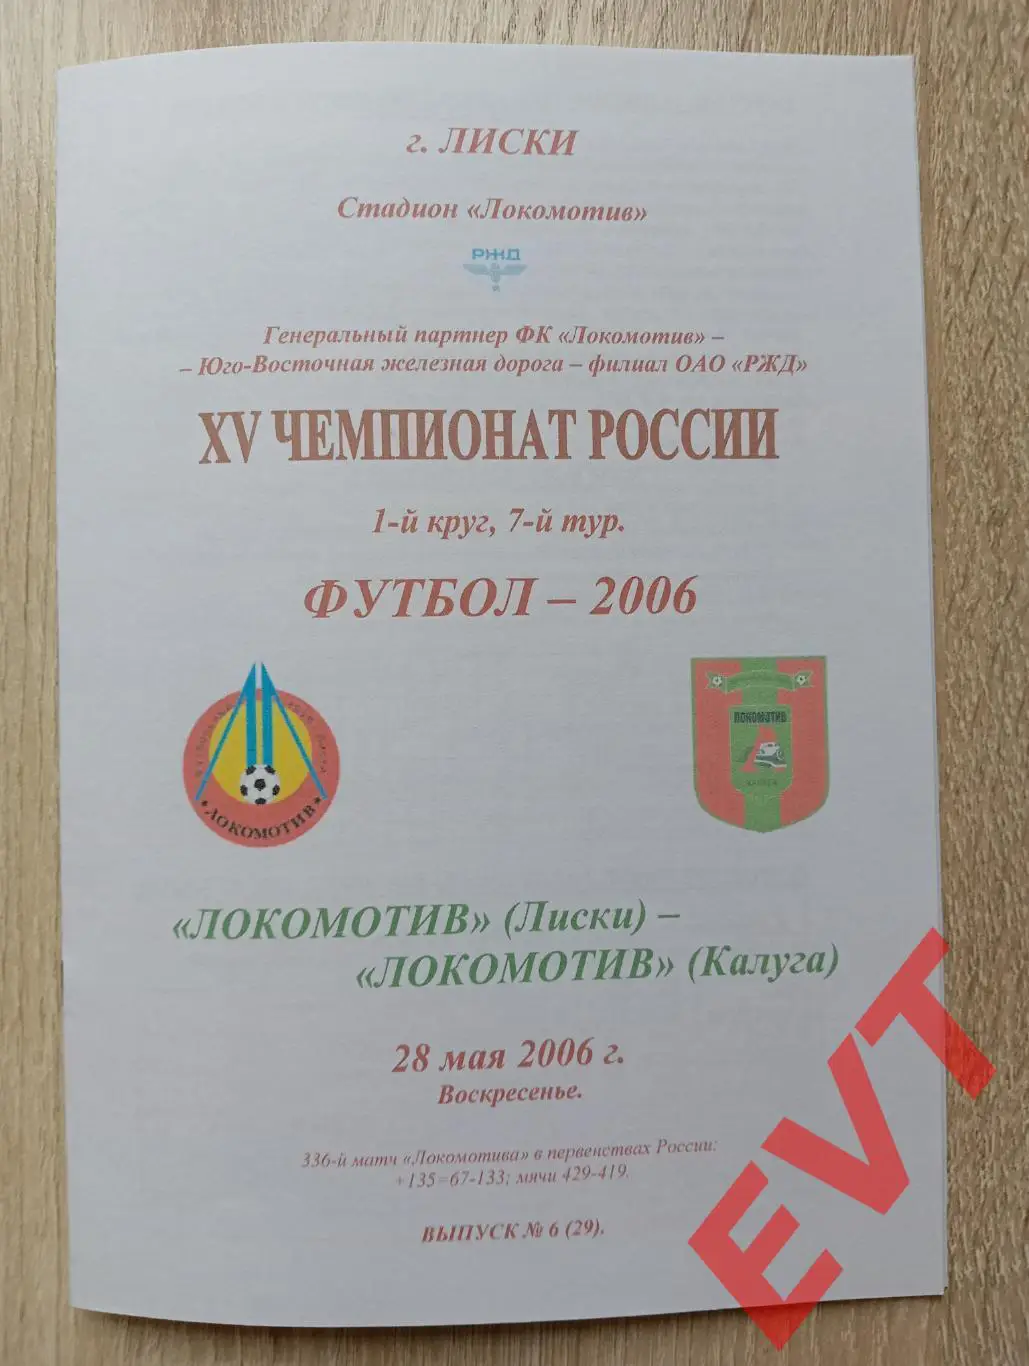 г. ЛИСКИ
Стадион «Локомотив»
РЖД
Генеральный партнер ФК «Локомотив» –
– Юго-Восточная железная дорога – филиал ОАО «РЖД»
XV ЧЕМПИОНАТ РОССИИ
1-й круг, 7-й тур.
ФУТБОЛ – 2006
ЛОКОМОТИВ
ЛОКОМОТИВ
КАЛУГА
«ЛОКОМОТИВ» (Лиски) –
«ЛОКОМОТИВ» (Калуга)
28 мая 2006 г.
Воскресенье.
336-й матч «Локомотива» в первенствах России:
+135=67-133; мячи 429-419.
ВЫПУСК № 6 (29).
EVT